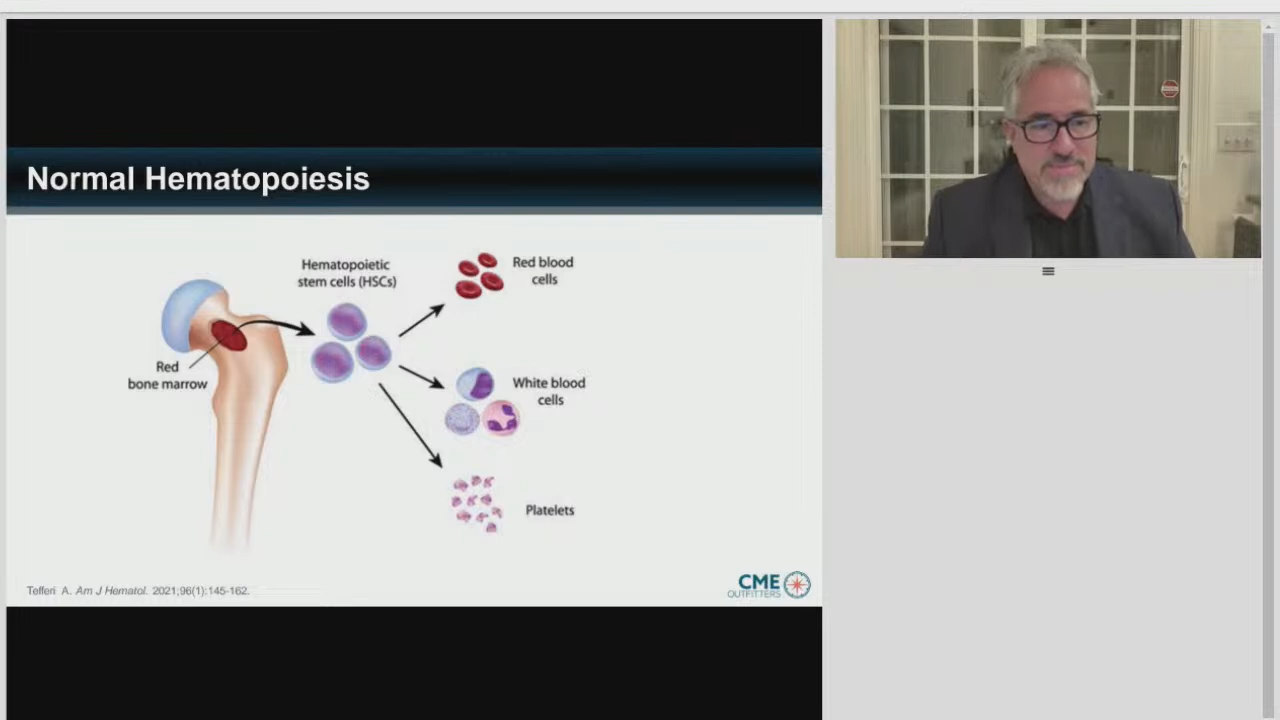 Normal Hematopoiesis
Hematopoietic
stem cells (HSCs)
Red blood
cells
Red
bone marrow
White blood
cells
Platelets
Tefferi A. Am J Hematol. 2021;96(1):145-162.
CME
OUTFITTERS